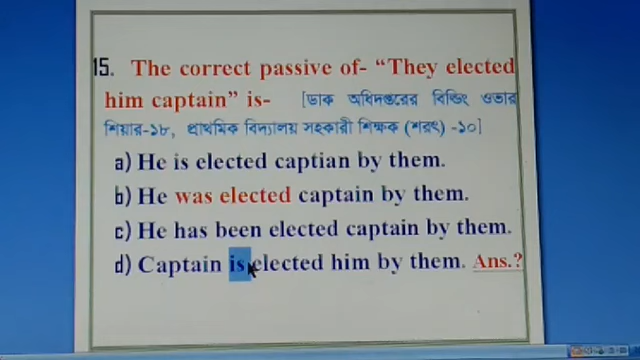 15. The correct passive of- “They elected
him captain” is- [ডাক অধিদপ্তরের বিল্ডিং ওভার
শিয়ার-১৮, প্রাথমিক বিদ্যালয় সহকারী শিক্ষক (শরৎ) -১০]
a) He is elected captian by them.
b) He was elected captain by them.
c) He has been elected captain by them.
d) Captain is elected him by them. Ans.?